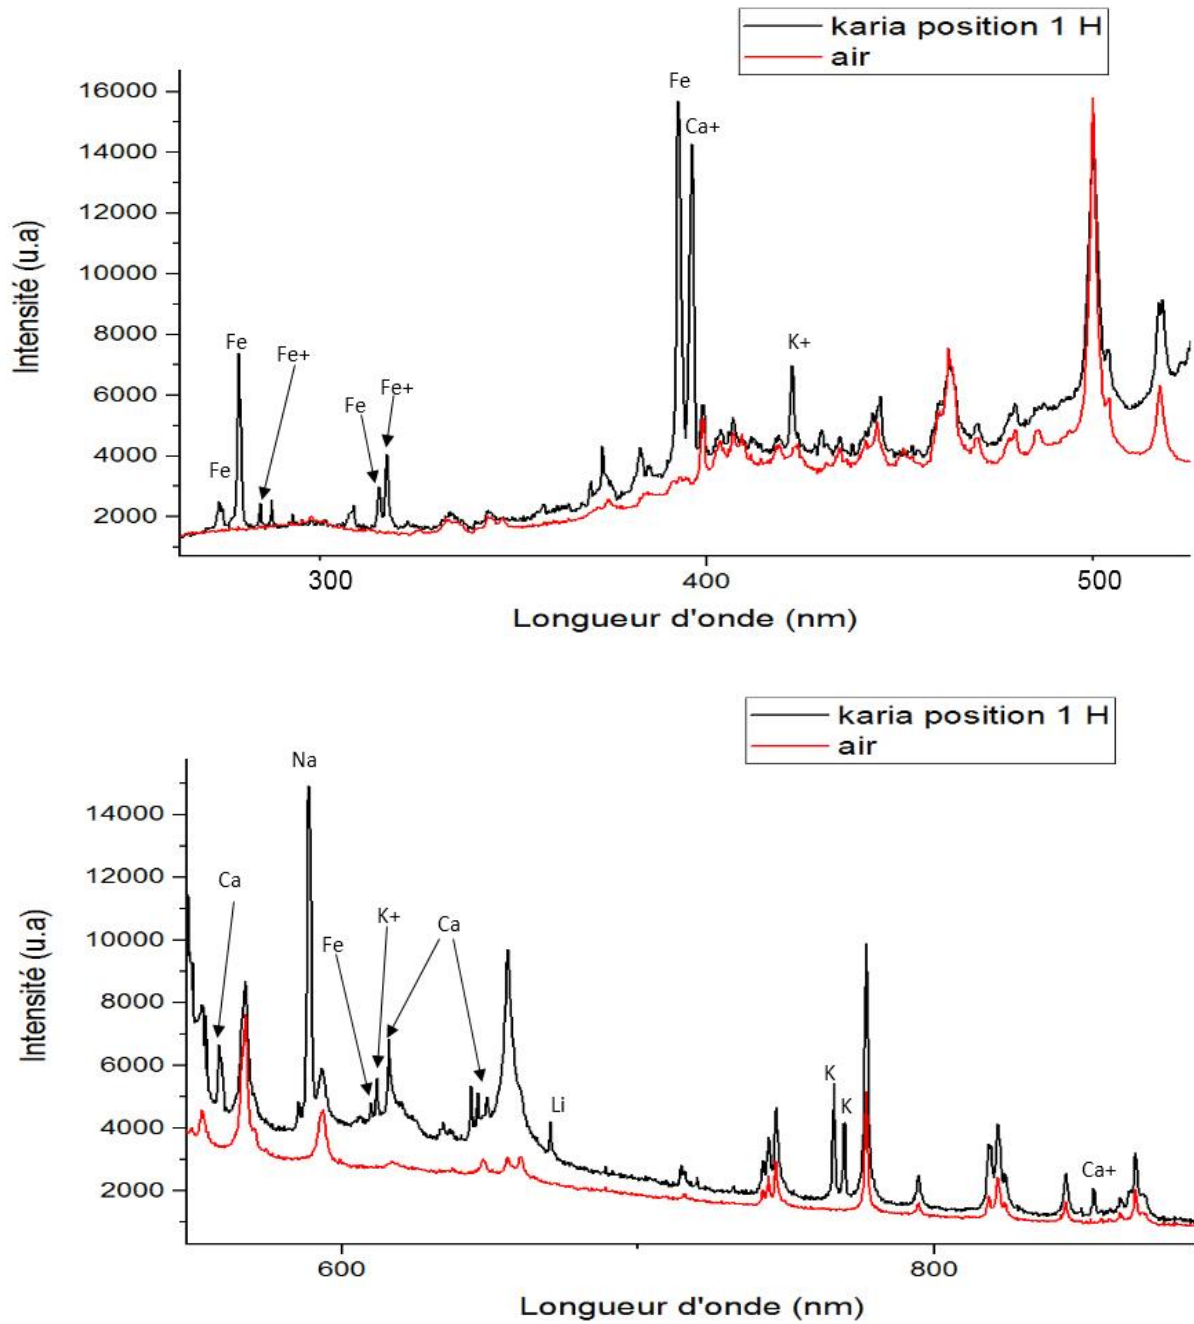 karia position 1 H
air
16000
14000
12000
10000
8000
6000
4000
2000
Intensité (u.a)
Fe
Fe
Fe+
Fe
Fe+
Fe
Ca+
K+
300
400
500
Longueur d'onde (nm)
karia position 1 H
air
14000
12000
10000
8000
6000
4000
2000
Intensité (u.a)
Ca
Na
Fe
K+
Ca
Li
K
K
Ca+
600
800
Longueur d'onde (nm)